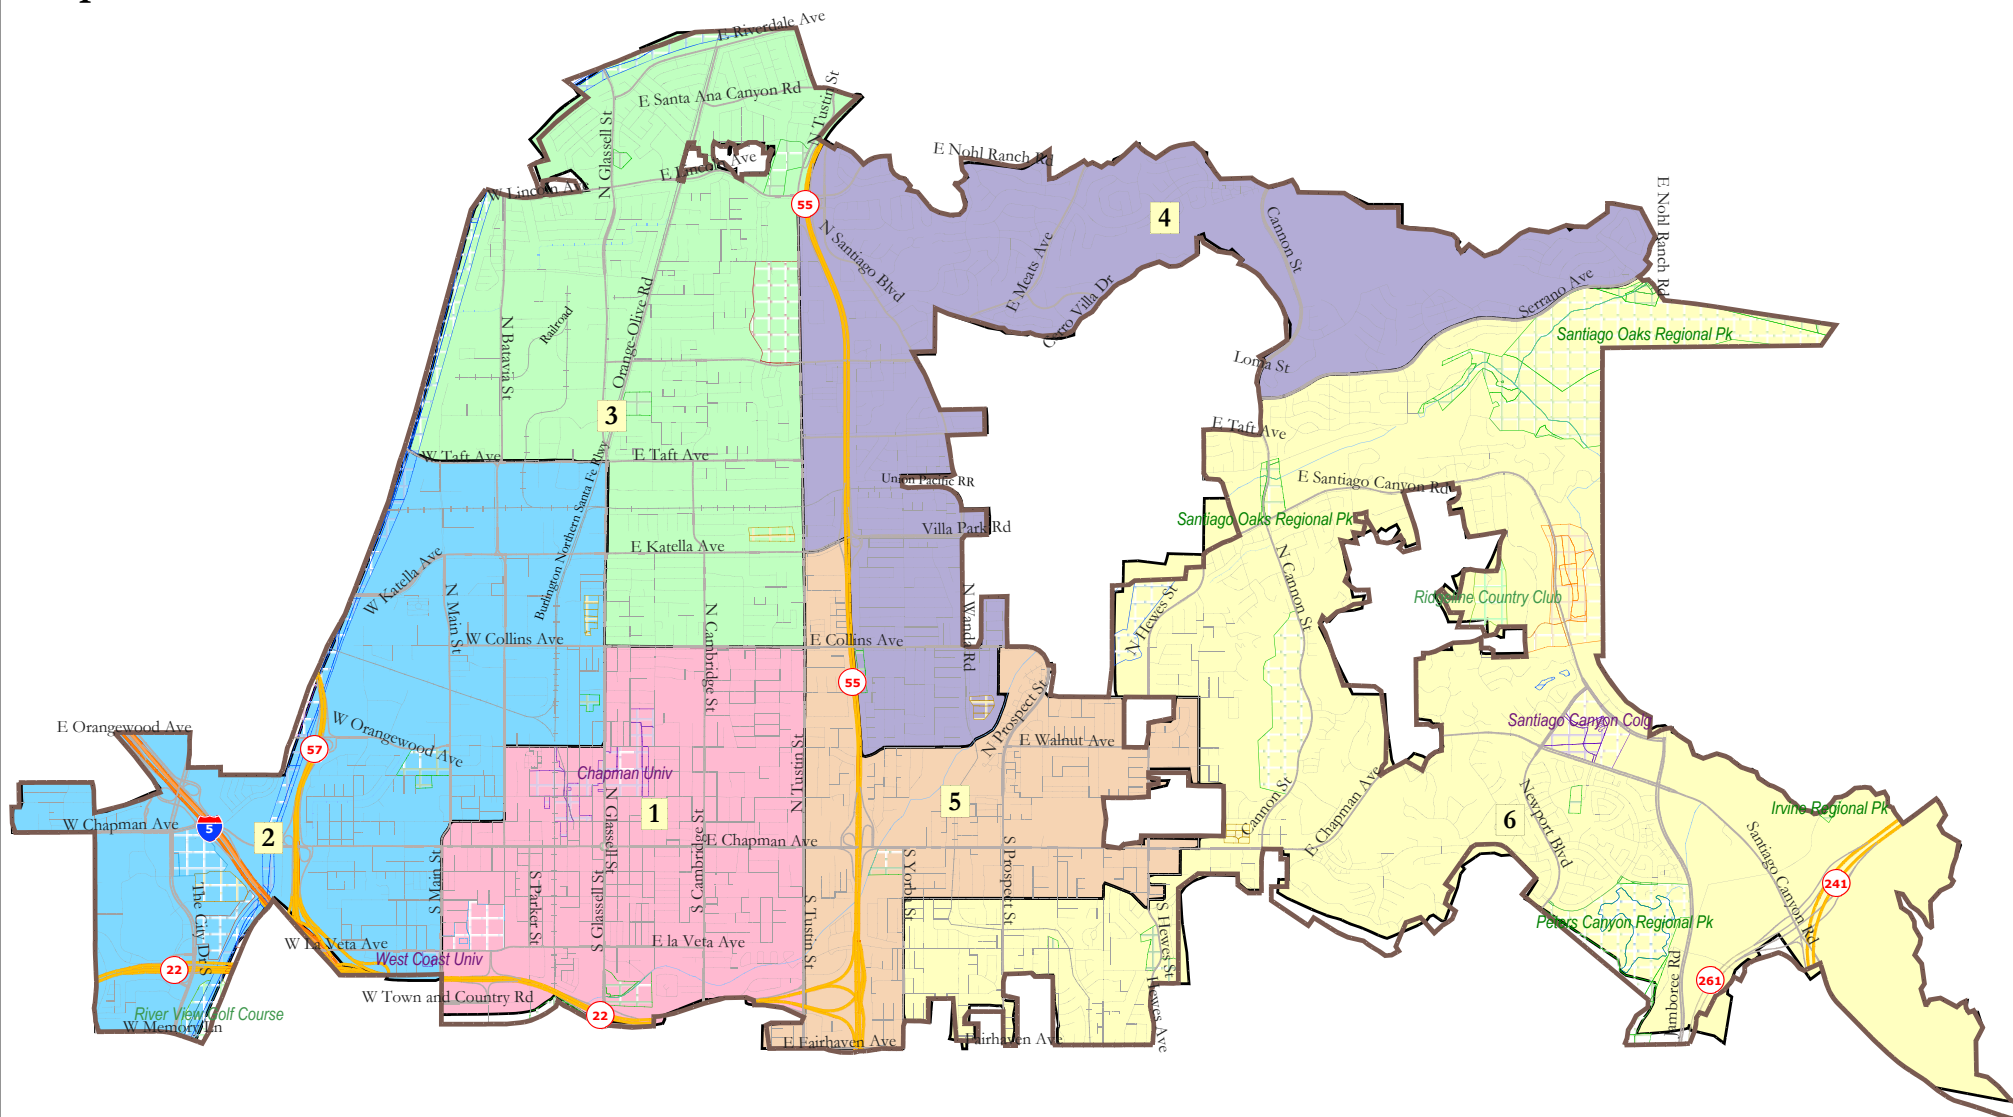 E Riverdale Ave
E Santa Ana Canyon Rd
N Tustin St
N Glassell St
E Lincoln Ave
W Lincoln Ave
E Nohl Ranch Rd
E Nohl Ranch Rd
55
4
Cannon St
N Santiago Blvd
E Meats Ave
Cerro Villa Dr
Serrano Ave
Santiago Oaks Regional Pk
Orange-Olive Rd
Railroad
N Batavia St
Loma St
3
E Taft Ave
W Taft Ave
E Taft Ave
Burlington Northern Santa Fe Rlwy
Union Pacific RR
E Santiago Canyon Rd
Villa Park Rd
Santiago Oaks Regional Pk
E Katella Ave
W Katella Ave
N Main St
N Cannon St
Ridgeline Country Club
N Hewes St
N Wanda Rd
N Cambridge St
W Collins Ave
E Collins Ave
55
N Prospect St
E Orangewood Ave
W Orangewood Ave
57
E Walnut Ave
Santiago Canyon Colg
Chapman Univ
N Tustin St
N Glassell St
1
5
6
2
Cannon St
E Chapman Ave
Newport Blvd
Irvine Regional Pk
W Chapman Ave
5
E Chapman Ave
Santiago Canyon Rd
241
S Main St
S Parker St
S Glassell St
S Cambridge St
S Yorba St
S Prospect St
S Hewes St
The City Dr S
S Tustin St
Peters Canyon Regional Pk
W La Veta Ave
E la Veta Ave
West Coast Univ
22
W Town and Country Rd
261
Jamboree Rd
River View Golf Course
W Memory Ln
22
E Fairhaven Ave
Fairhaven Ave
Hewes Ave